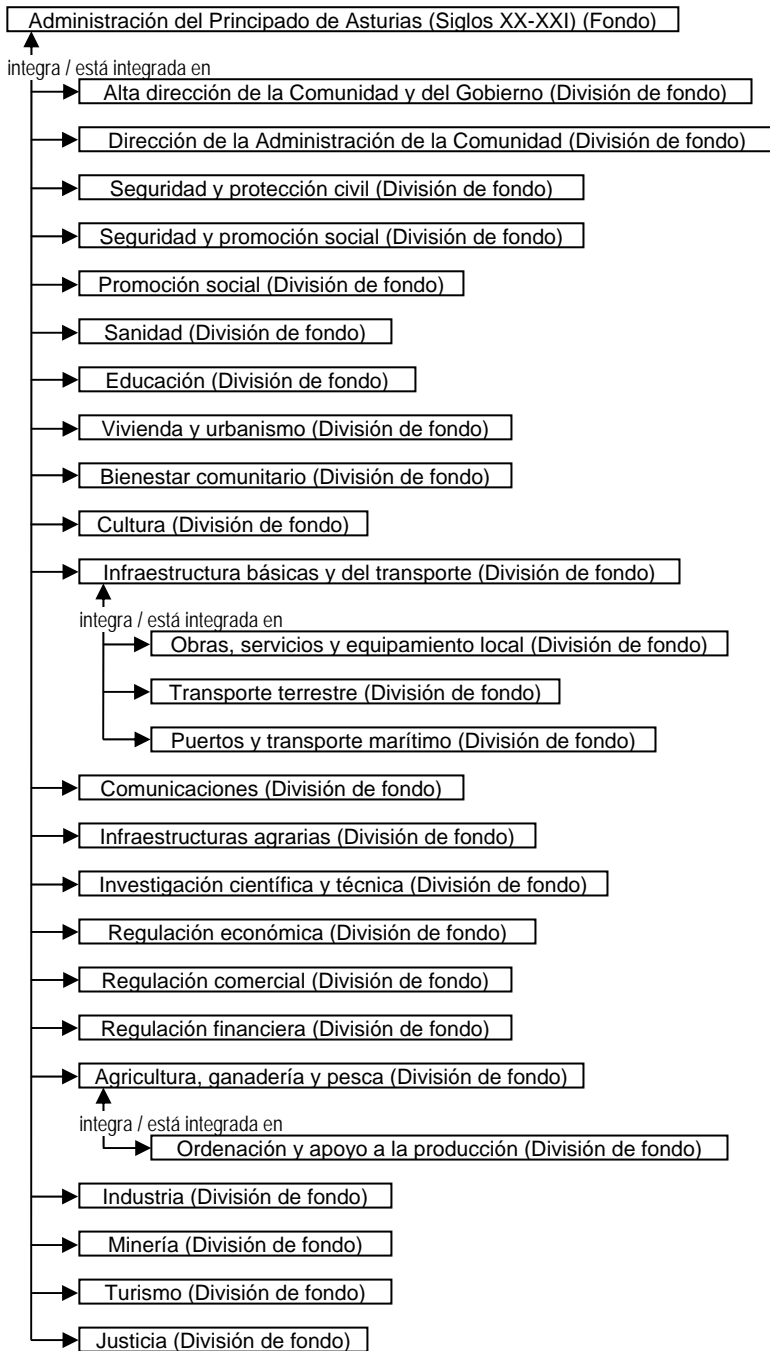 Administración del Principado de Asturias (Siglos XX-XXI) (Fondo)
integra / está integrada en
Alta dirección de la Comunidad y del Gobierno (División de fondo)
Dirección de la Administración de la Comunidad (División de fondo)
Seguridad y protección civil (División de fondo)
Seguridad y promoción social (División de fondo)
Promoción social (División de fondo)
Sanidad (División de fondo)
Educación (División de fondo)
Vivienda y urbanismo (División de fondo)
Bienestar comunitario (División de fondo)
Cultura (División de fondo)
Infraestructura básicas y del transporte (División de fondo)
integra / está integrada en
Obras, servicios y equipamiento local (División de fondo)
Transporte terrestre (División de fondo)
Puertos y transporte marítimo (División de fondo)
Comunicaciones (División de fondo)
Infraestructuras agrarias (División de fondo)
Investigación científica y técnica (División de fondo)
Regulación económica (División de fondo)
Regulación comercial (División de fondo)
Regulación financiera (División de fondo)
Agricultura, ganadería y pesca (División de fondo)
integra / está integrada en
Ordenación y apoyo a la producción (División de fondo)
Industria (División de fondo)
Minería (División de fondo)
Turismo (División de fondo)
Justicia (División de fondo)